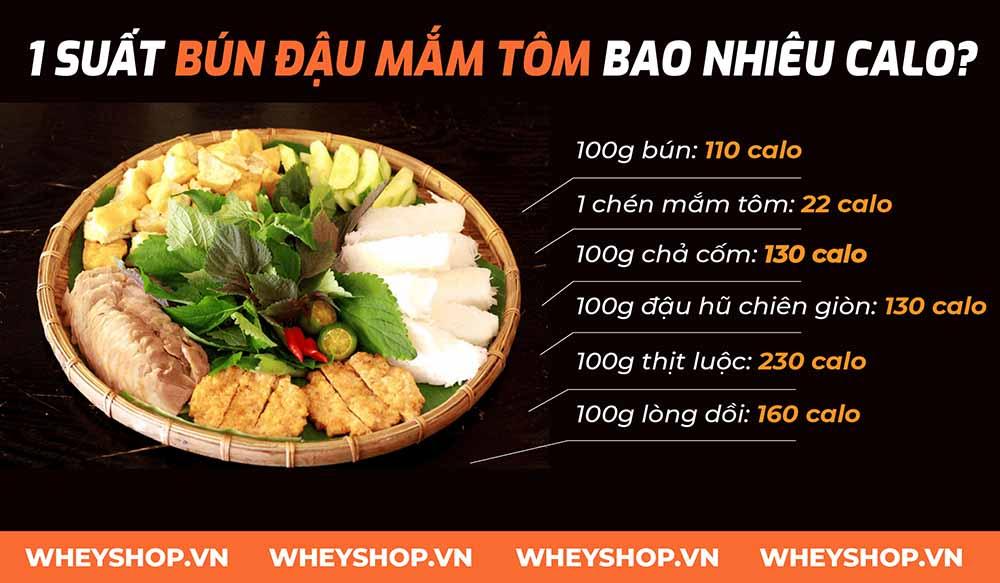 1 SUẤT BÚN ĐẬU MẮM TÔM BAO NHIÊU CALO?
100g bún: 110 calo
1 chén mắm tôm: 22 calo
100g chả cốm: 130 calo
100g đậu hũ chiên giòn: 130 calo
100g thịt luộc: 230 calo
100g lòng dồi: 160 calo
WHEYSHOP.VN WHEYSHOP.VN WHEYSHOP.VN WHEYSHOP.VN